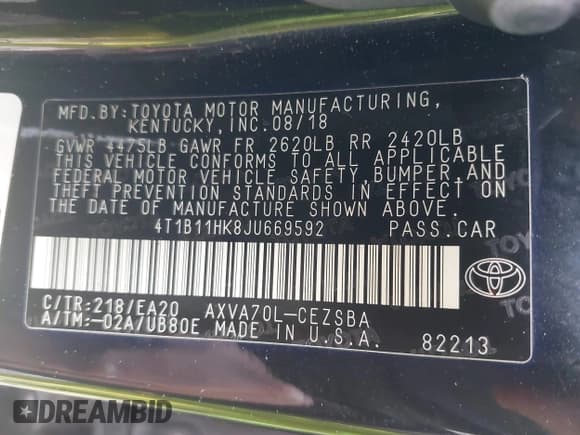 MFD.BY:TOYOTA MOTOR MANUFACTURING,
KENTUCKY,INC.08/18
GVWR 4475LB GAWR FR 2620LB RR 2420LB
THIS VEHICLE CONFORMS TO ALL APPLICABLE
FEDERAL MOTOR VEHICLE SAFETY, BUMPER, AND
THEFT PREVENTION STANDARDS IN EFFECT ON
THE DATE OF MANUFACTURE SHOWN ABOVE.
4T1B11HK8JU669592 PASS.CAR
C/TR:218/EA20 AXVA70L-CEZSBA
A/TM:-02A/UB80E MADE IN U.S.A. 82213
TOYOTA
DREAMBID